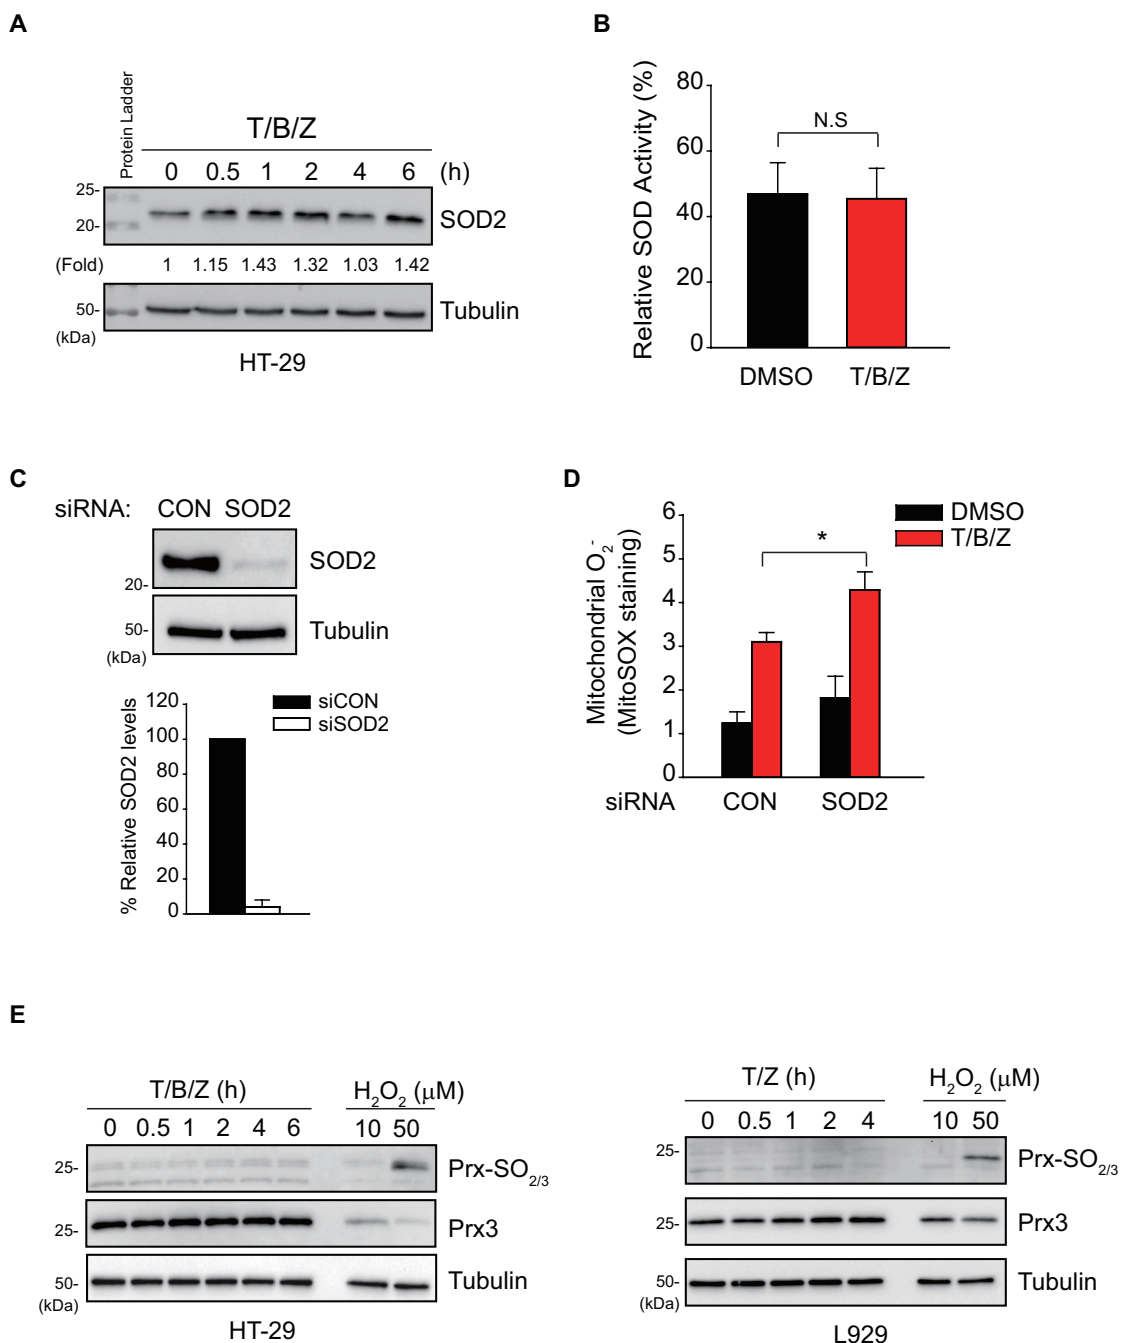 A
Protein Ladder
T/B/Z
0 0.5 1 2 4 6 (h)
25-
20-
SOD2
(Fold) 1 1.15 1.43 1.32 1.03 1.42
50-
Tubulin
(kDa)
HT-29
B
Relative SOD Activity (%)
80
60
40
20
0
N.S
DMSO T/B/Z
C
siRNA: CON SOD2
SOD2
20-
50-
Tubulin
(kDa)
% Relative SOD2 levels
120
100
80
60
40
20
0
siCON
siSOD2
D
Mitochondrial O₂⁻
(MitoSOX staining)
6
5
4
3
2
1
0
*
DMSO
T/B/Z
siRNA CON SOD2
E
T/B/Z (h) H₂O₂ (μM)
0 0.5 1 2 4 6 10 50
25- Prx-SO₂/₃
25- Prx3
50- Tubulin
(kDa)
HT-29
T/Z (h) H₂O₂ (μM)
0 0.5 1 2 4 10 50
25- Prx-SO₂/₃
25- Prx3
50- Tubulin
(kDa)
L929